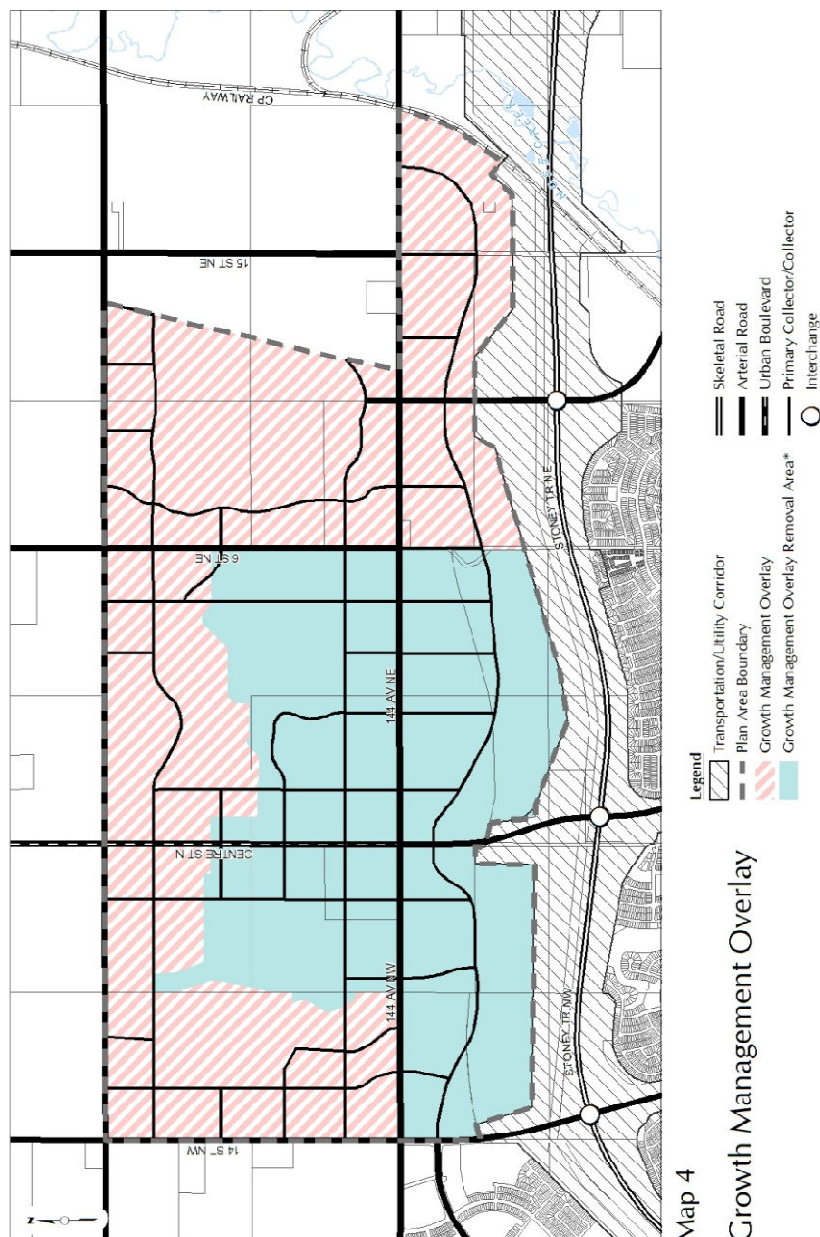 N
CP RAILWAY
NOSE CREEK
15 ST NE
6 ST NE
144 AV NE
STONEY TR NE
CENTRE ST N
144 AV NW
STONEY TR NW
14 ST NW
Map 4
Growth Management Overlay
Legend
Transportation/Utility Corridor
Plan Area Boundary
Growth Management Overlay
Growth Management Overlay Removal Area*
Skeletal Road
Arterial Road
Urban Boulevard
Primary Collector/Collector
Interchange